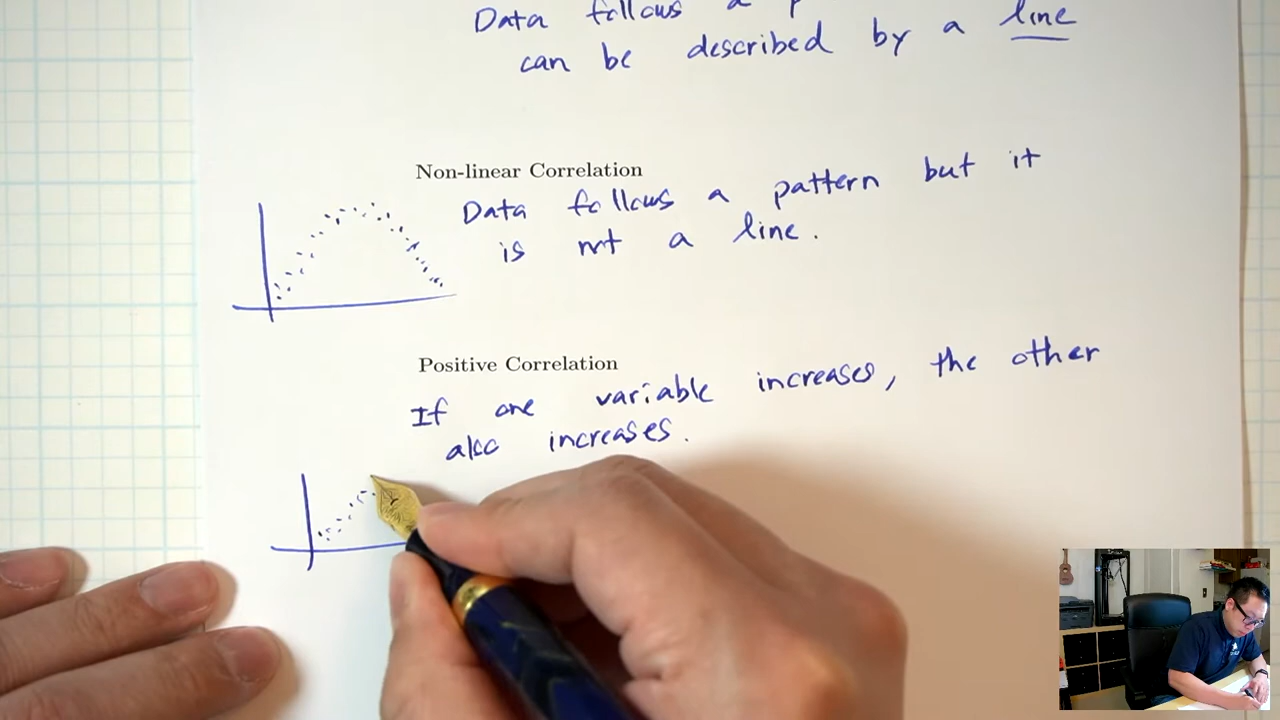 Data follows a
can be described by a line
Non-linear Correlation
Data follows a pattern but it
is not a line.
Positive Correlation
If one variable increases, the other
also increases.